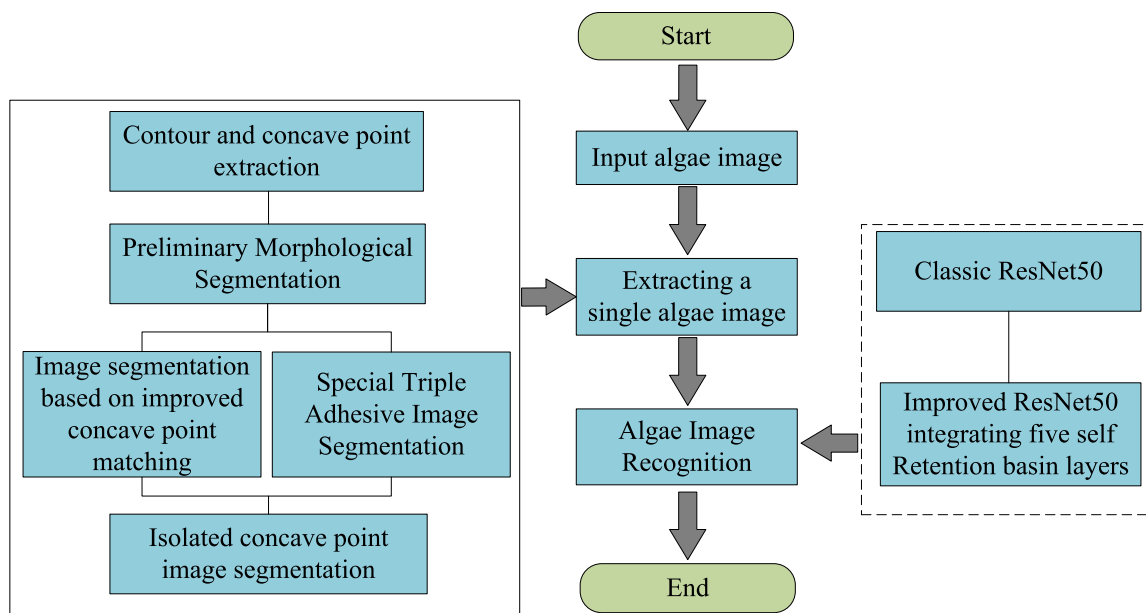 Start
Input algae image
Extracting a
single algae image
Algae Image
Recognition
End
Contour and concave point
extraction
Preliminary Morphological
Segmentation
Image segmentation
based on improved
concave point
matching
Special Triple
Adhesive Image
Segmentation
Isolated concave point
image segmentation
Classic ResNet50
Improved ResNet50
integrating five self
Retention basin layers